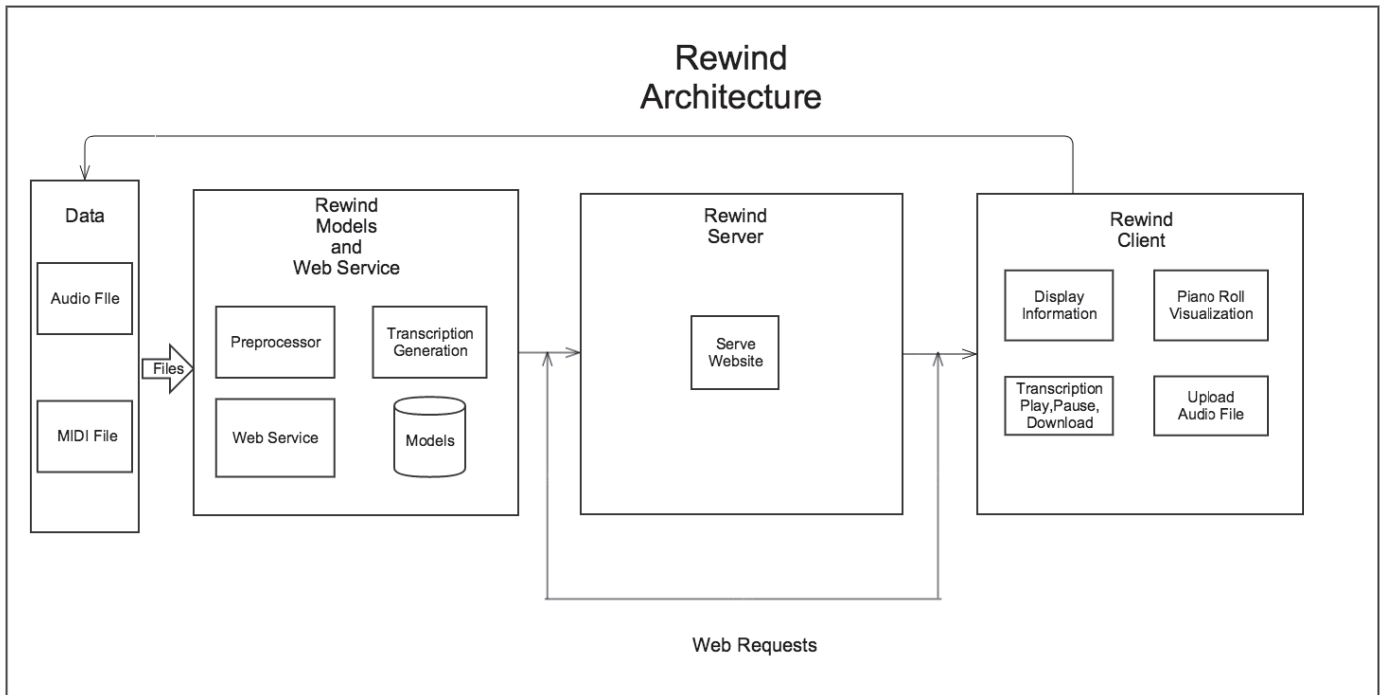 Rewind
Architecture
Data
Audio FIle
MIDI File
Files
Rewind
Models
and
Web Service
Preprocessor
Transcription
Generation
Web Service
Models
Rewind
Server
Serve
Website
Rewind
Client
Display
Information
Piano Roll
Visualization
Transcription
Play,Pause,
Download
Upload
Audio File
Web Requests